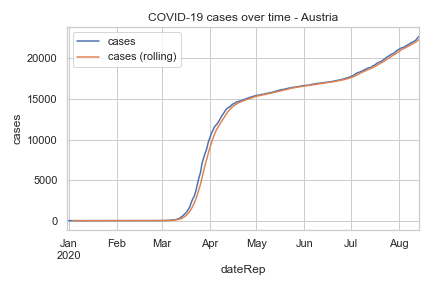 COVID-19 cases over time - Austria
cases
cases (rolling)
20000
15000
10000
5000
0
cases
Jan
2020
Feb
Mar
Apr
May
Jun
Jul
Aug
dateRep